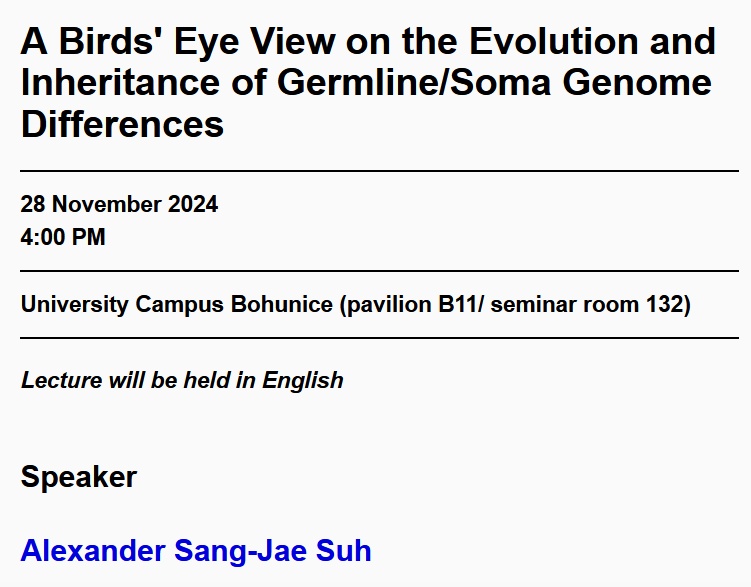 A Birds' Eye View on the Evolution and
Inheritance of Germline/Soma Genome
Differences
28 November 2024
4:00 PM
University Campus Bohunice (pavilion B11/ seminar room 132)
Lecture will be held in English
Speaker
Alexander Sang-Jae Suh